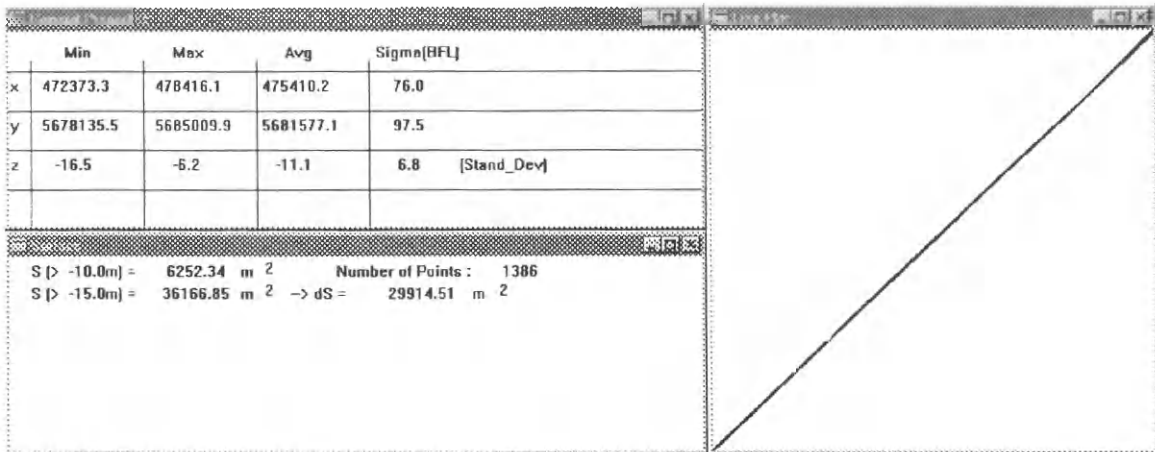 Min Max Avg Sigma[BFL]
x 472373.3 478416.1 475410.2 76.0
y 5678135.5 5685009.9 5681577.1 97.5
z -16.5 -6.2 -11.1 6.8 [Stand_Dev]
S (> -10.0m) = 6252.34 m 2 Number of Points : 1386
S (> -15.0m) = 36166.85 m 2 -> dS = 29914.51 m 2